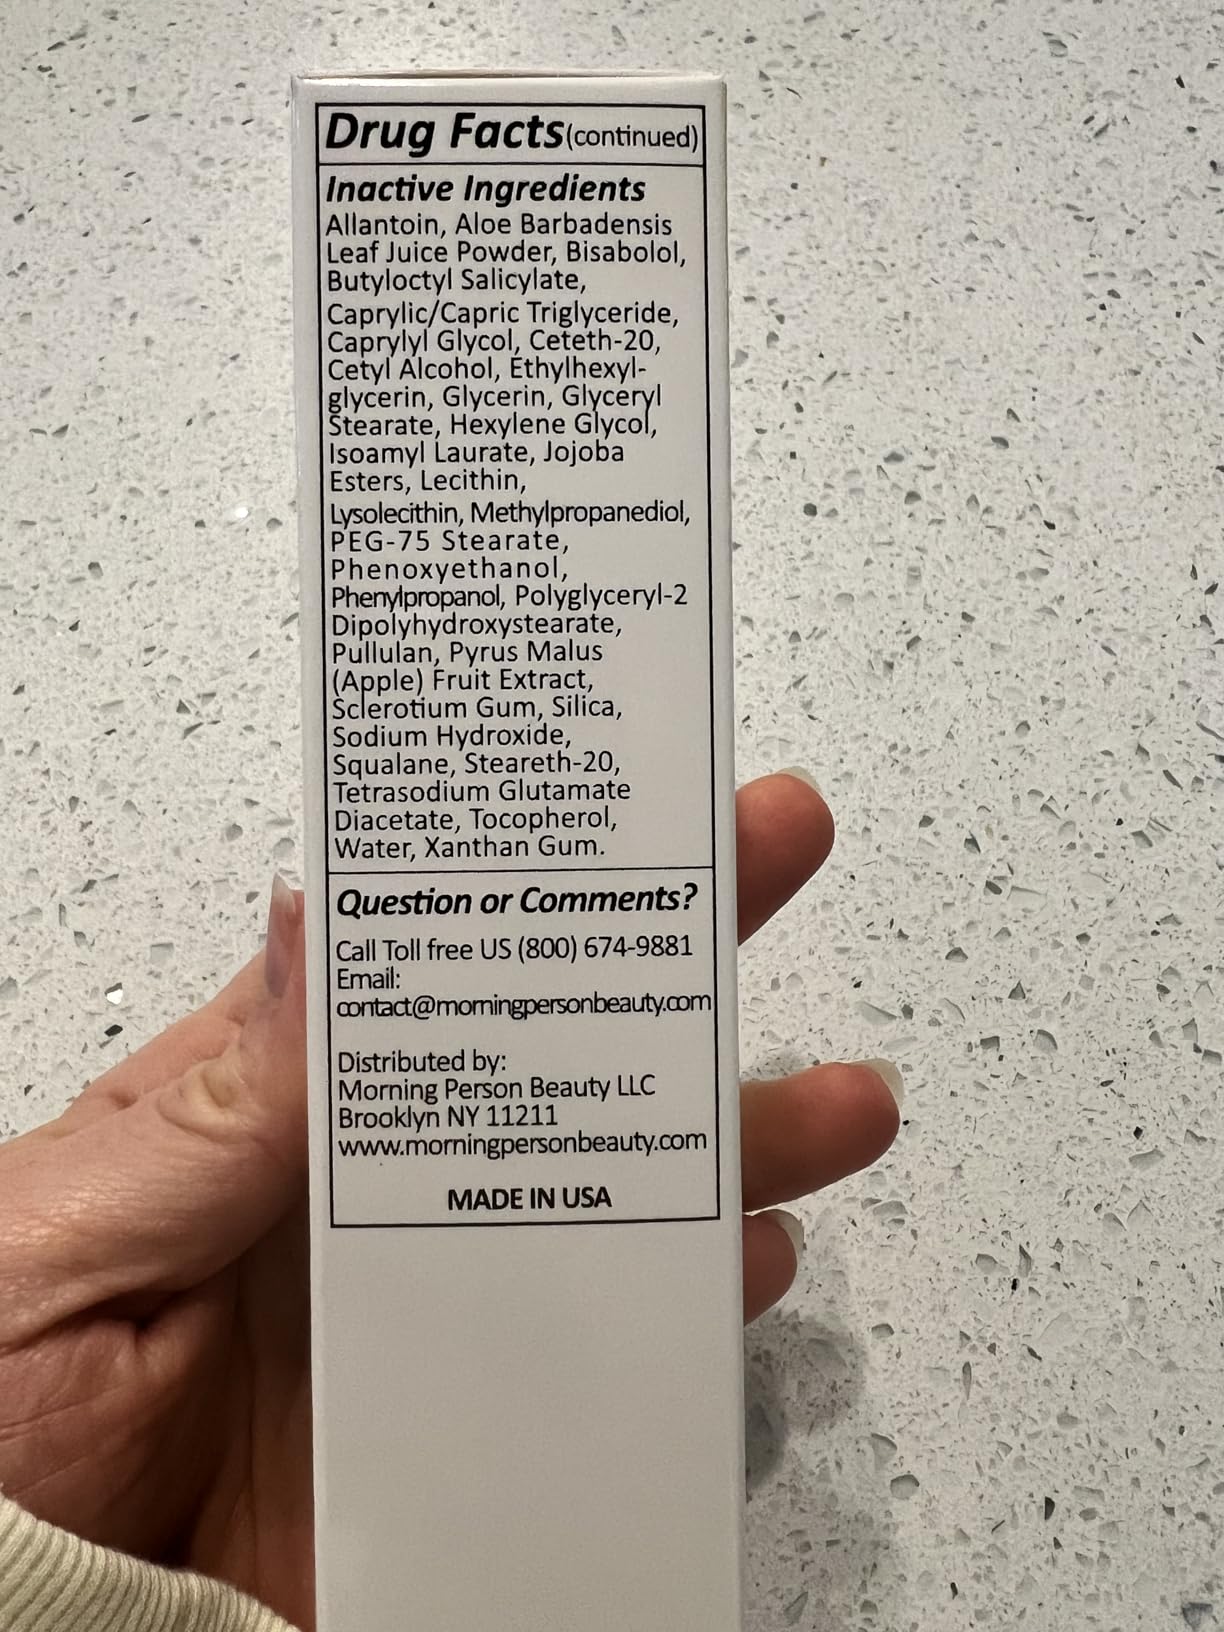 Drug Facts(continued)
Inactive Ingredients
Allantoin, Aloe Barbadensis
Leaf Juice Powder, Bisabolol,
Butyloctyl Salicylate,
Caprylic/Capric Triglyceride,
Caprylyl Glycol, Ceteth-20,
Cetyl Alcohol, Ethylhexyl-
glycerin, Glycerin, Glyceryl
Stearate, Hexylene Glycol,
Isoamyl Laurate, Jojoba
Esters, Lecithin,
Lysolecithin, Methylpropanediol,
PEG-75 Stearate,
Phenoxyethanol,
Phenylpropanol, Polyglyceryl-2
Dipolyhydroxystearate,
Pullulan, Pyrus Malus
(Apple) Fruit Extract,
Sclerotium Gum, Silica,
Sodium Hydroxide,
Squalane, Steareth-20,
Tetrasodium Glutamate
Diacetate, Tocopherol,
Water, Xanthan Gum.
Question or Comments?
Call Toll free US (800) 674-9881
Email:
contact@morningpersonbeauty.com
Distributed by:
Morning Person Beauty LLC
Brooklyn NY 11211
www.morningpersonbeauty.com
MADE IN USA